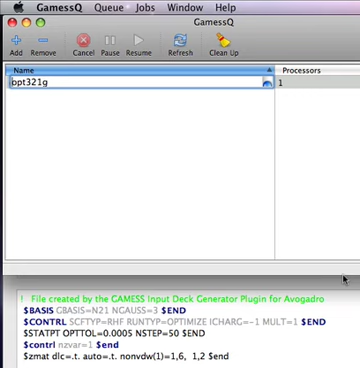 GamessQ Queue Jobs Window Help
GamessQ
Add Remove Cancel Pause Resume Refresh Clean Up
Name Processors
opt321g 1
! File created by the GAMESS Input Deck Generator Plugin for Avogadro
$BASIS GBASIS=N21 NGAUSS=3 $END
$CONTRL SCFTYP=RHF RUNTYP=OPTIMIZE ICHARG=-1 MULT=1 $END
$STATPT OPTTOL=0.0005 NSTEP=50 $END
$contrl nzvar=1 $end
$zmat dlc=.t. auto=.t. nonvdw(1)=1,6, 1,2 $end